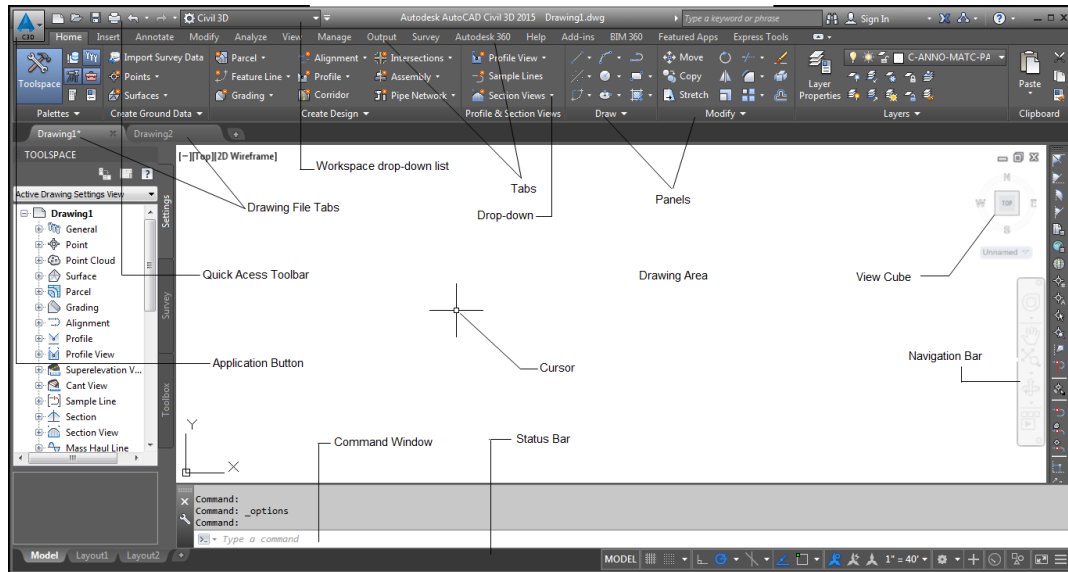 Civil 3D
Autodesk AutoCAD Civil 3D 2015 Drawing1.dwg
Type a keyword or phrase
Sign In
C3D
Home Insert Annotate Modify Analyze View Manage Output Survey Autodesk 360 Help Add-ins BIM 360 Featured Apps Express Tools
Toolspace
Import Survey Data
Points
Surfaces
Parcel
Feature Line
Grading
Alignment
Profile
Corridor
Intersections
Assembly
Pipe Network
Profile View
Sample Lines
Section Views
Move
Copy
Stretch
Layer
Properties
C-ANNO-MATC-PA
Paste
Palettes Create Ground Data Create Design Profile & Section Views Draw Modify Layers Clipboard
Drawing1* Drawing2
TOOLSPACE
Active Drawing Settings View
Drawing1
General
Point
Point Cloud
Surface
Parcel
Grading
Alignment
Profile
Profile View
Superelevation V...
Cant View
Sample Line
Section
Section View
Mass Haul Line
Settings
Survey
Toolbox
[-][Top][2D Wireframe]
Workspace drop-down list
Tabs
Panels
Drawing File Tabs
Drop-down
Quick Acess Toolbar
Drawing Area
View Cube
N
W TOP E
S
Unnamed
Application Button
Cursor
Navigation Bar
Command Window
Status Bar
Y
X
Command:
Command: _options
Command:
Type a command
Model Layout1 Layout2 +
MODEL
1" = 40'